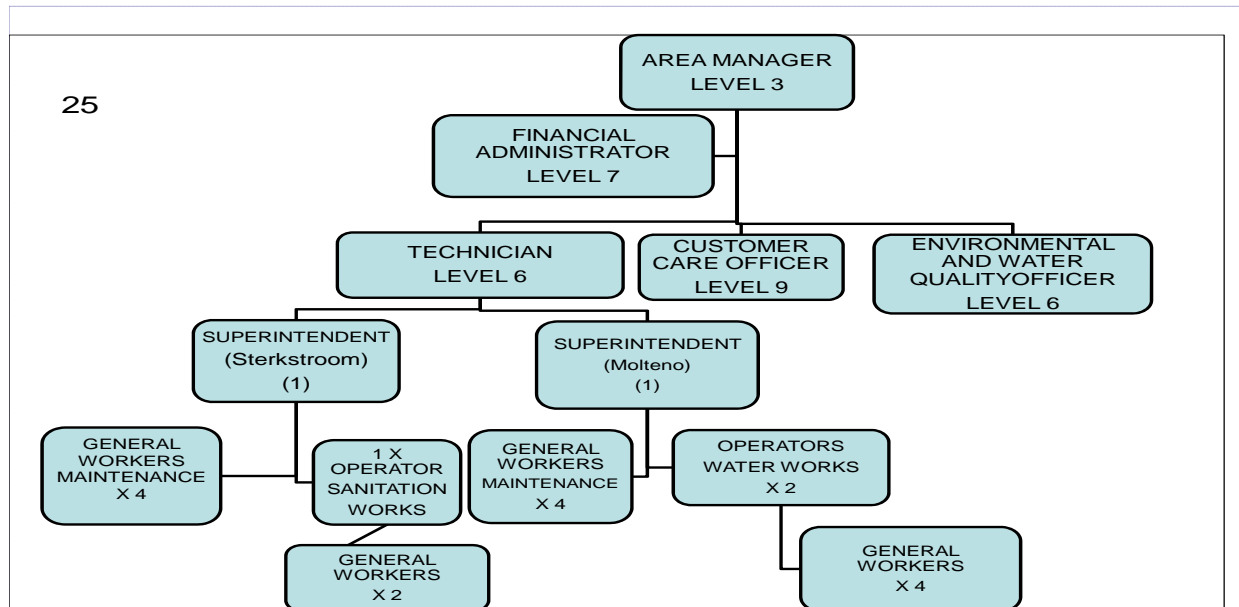 AREA MANAGER
LEVEL 3
25
FINANCIAL
ADMINISTRATOR
LEVEL 7
TECHNICIAN
LEVEL 6
CUSTOMER
CARE OFFICER
LEVEL 9
ENVIRONMENTAL
AND WATER
QUALITYOFFICER
LEVEL 6
SUPERINTENDENT
(Sterkstroom)
(1)
SUPERINTENDENT
(Molteno)
(1)
GENERAL
WORKERS
MAINTENANCE
X 4
1 X
OPERATOR
SANITATION
WORKS
GENERAL
WORKERS
MAINTENANCE
X 4
OPERATORS
WATER WORKS
X 2
GENERAL
WORKERS
X 2
GENERAL
WORKERS
X 4